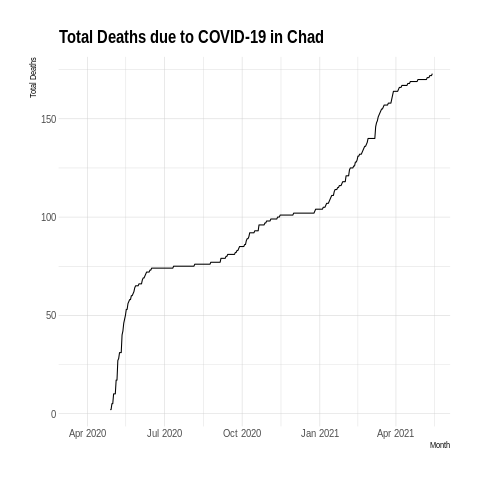 Total Deaths due to COVID-19 in Chad
Total Deaths
150
100
50
0
Apr 2020 Jul 2020 Oct 2020 Jan 2021 Apr 2021
Month